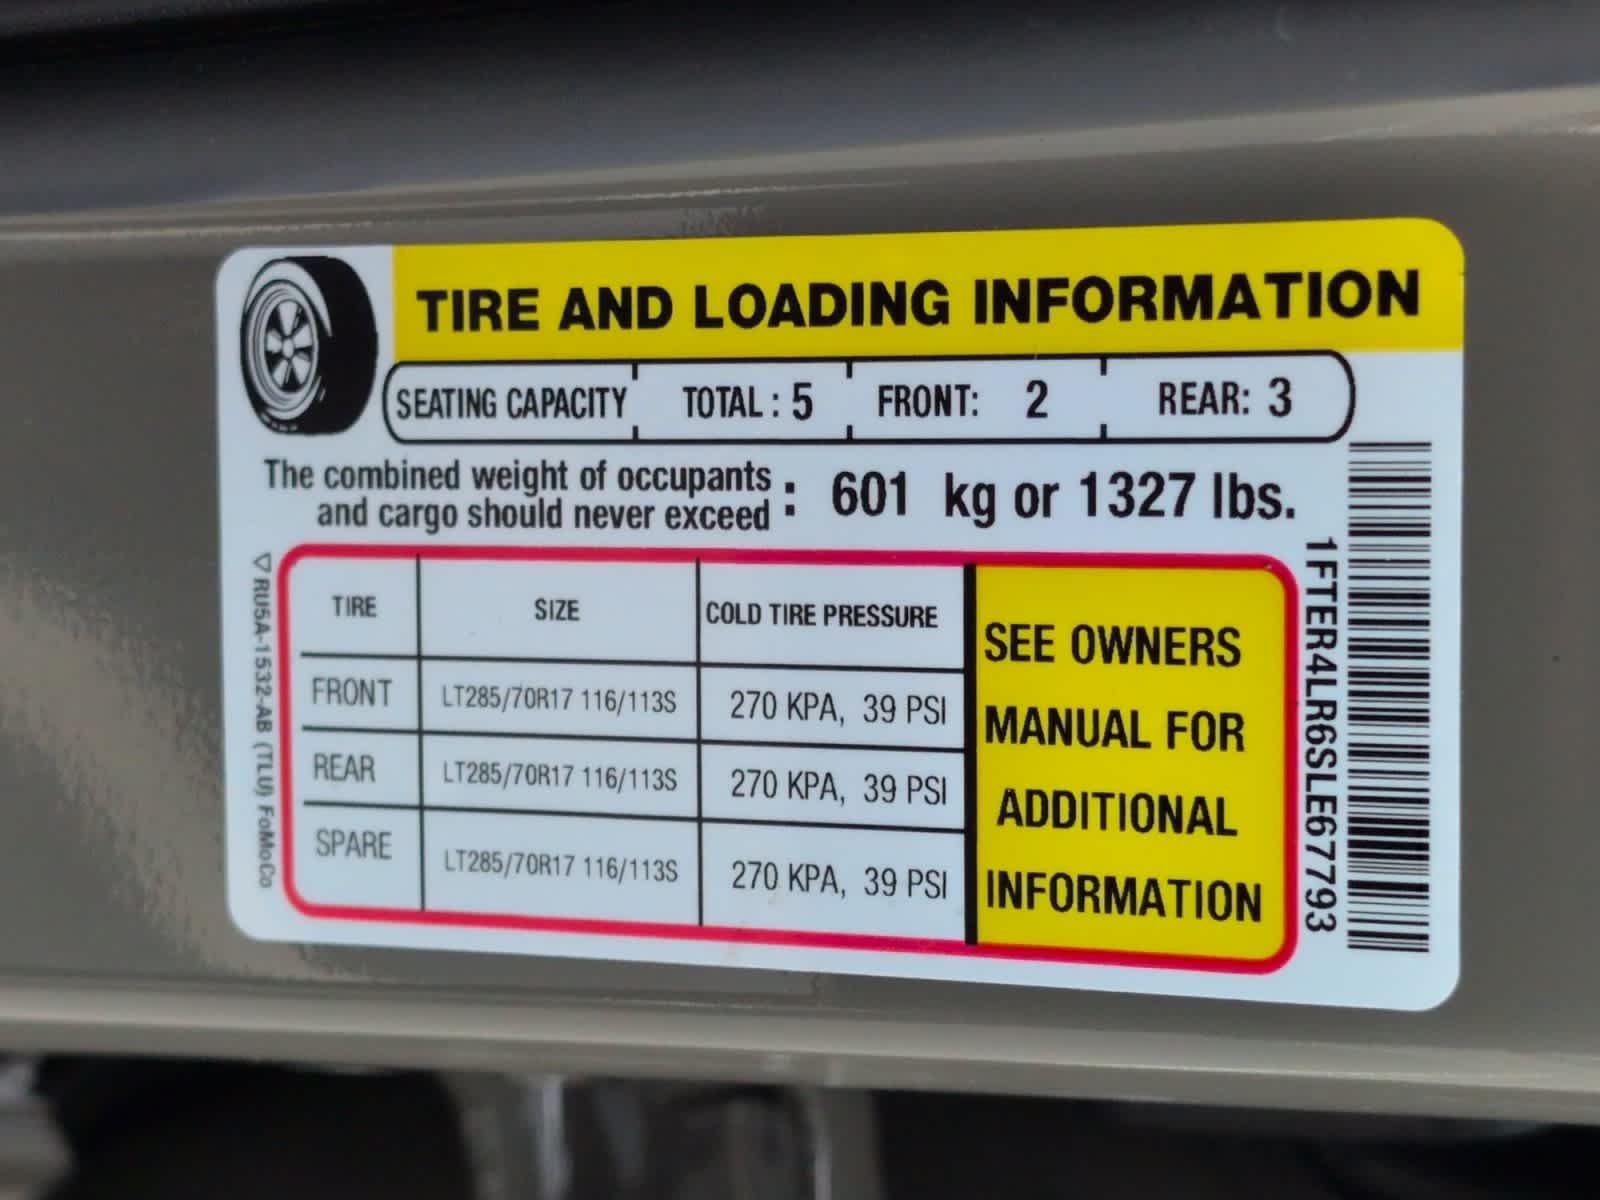 TIRE AND LOADING INFORMATION
SEATING CAPACITY TOTAL : 5 FRONT: 2 REAR: 3
The combined weight of occupants
and cargo should never exceed : 601 kg or 1327 lbs.
TIRE SIZE COLD TIRE PRESSURE
FRONT LT285/70R17 116/113S 270 KPA, 39 PSI
REAR LT285/70R17 116/113S 270 KPA, 39 PSI
SPARE LT285/70R17 116/113S 270 KPA, 39 PSI
SEE OWNERS
MANUAL FOR
ADDITIONAL
INFORMATION
RU5A-1532-AB (TLU) FoMoCo
1FTER4LR6SLE67793